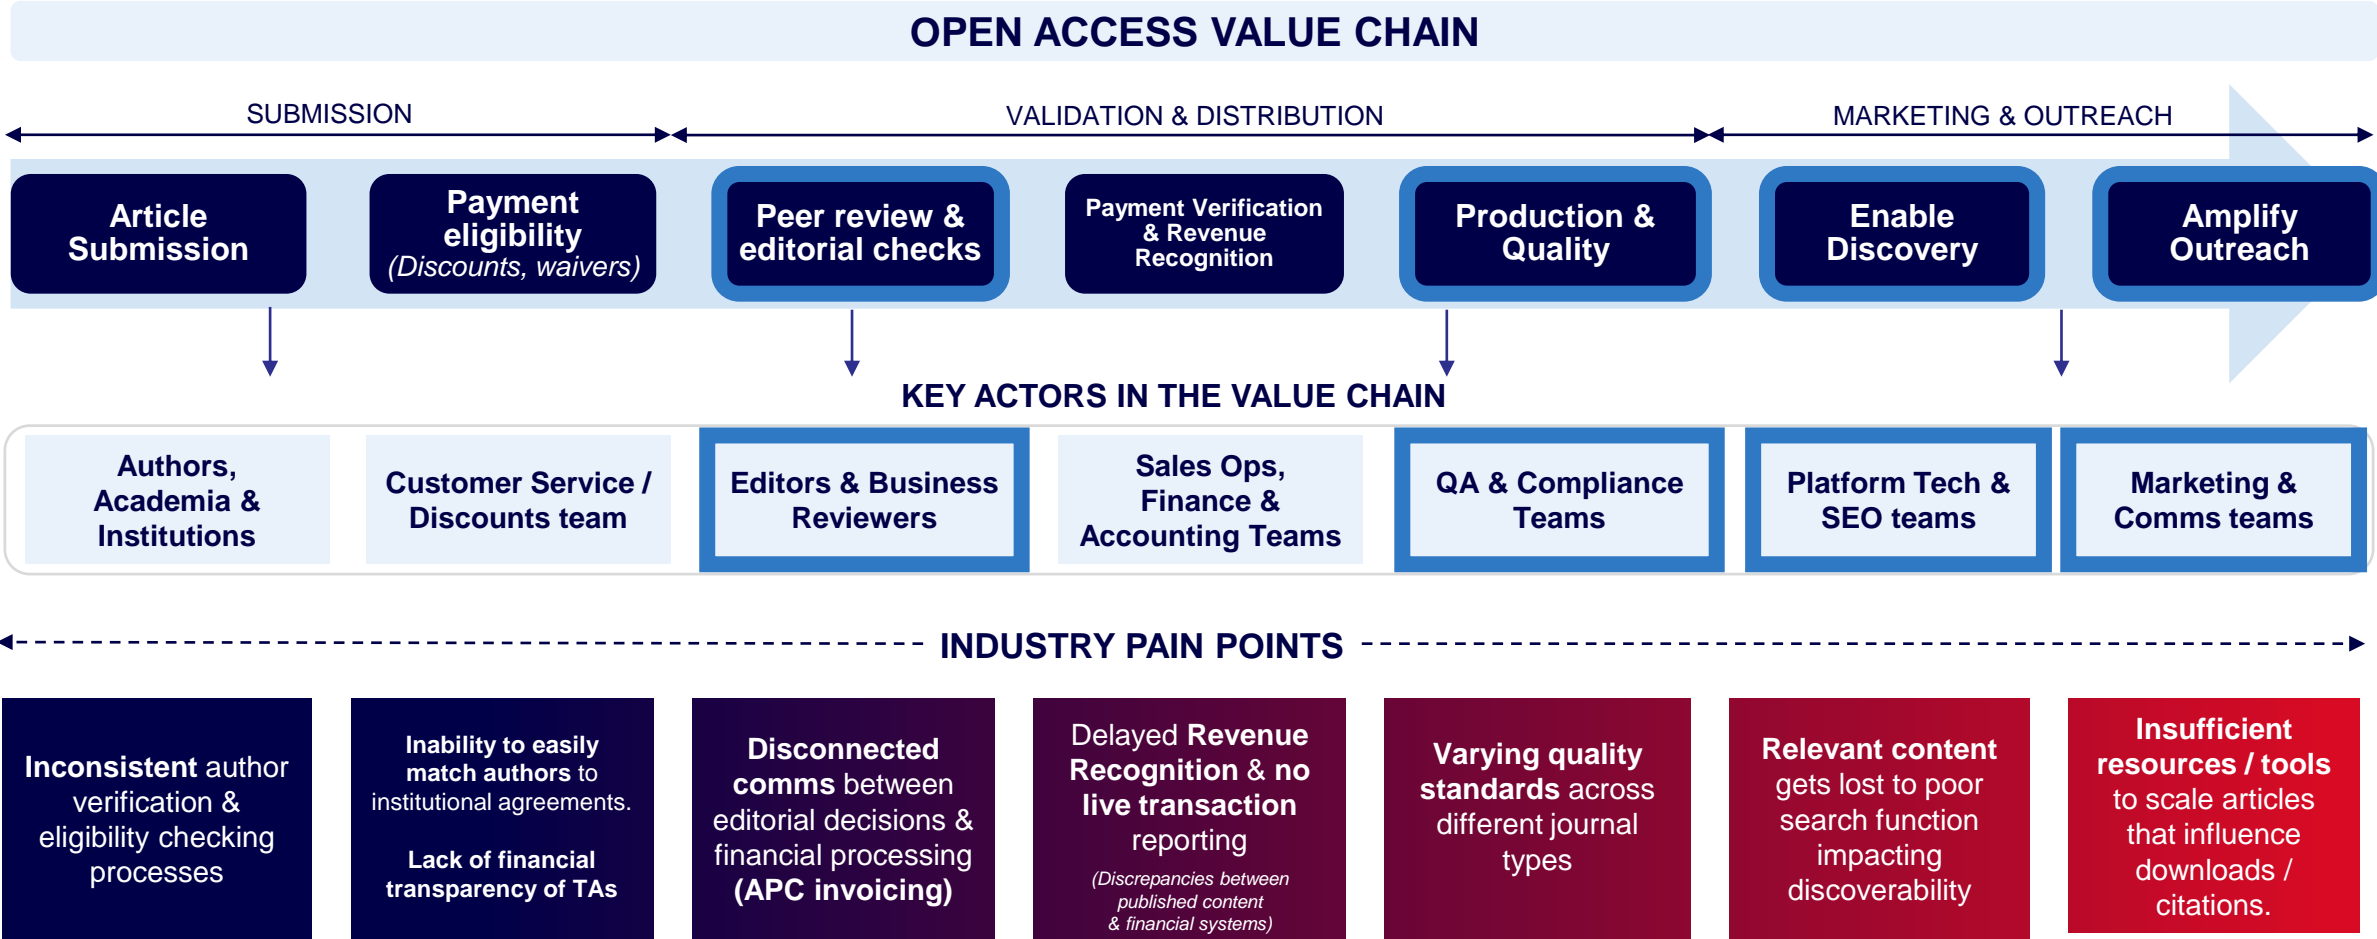 OPEN ACCESS VALUE CHAIN
SUBMISSION
VALIDATION & DISTRIBUTION
MARKETING & OUTREACH
Article
Submission
Payment
eligibility
(Discounts, waivers)
Peer review &
editorial checks
Payment Verification
& Revenue
Recognition
Production &
Quality
Enable
Discovery
Amplify
Outreach
KEY ACTORS IN THE VALUE CHAIN
Authors,
Academia &
Institutions
Customer Service /
Discounts team
Editors & Business
Reviewers
Sales Ops,
Finance &
Accounting Teams
QA & Compliance
Teams
Platform Tech &
SEO teams
Marketing &
Comms teams
INDUSTRY PAIN POINTS
Inconsistent author
verification &
eligibility checking
processes
Inability to easily
match authors to
institutional agreements.
Lack of financial
transparency of TAs
Disconnected
comms between
editorial decisions &
financial processing
(APC invoicing)
Delayed Revenue
Recognition & no
live transaction
reporting
(Discrepancies between
published content
& financial systems)
Varying quality
standards across
different journal
types
Relevant content
gets lost to poor
search function
impacting
discoverability
Insufficient
resources / tools
to scale articles
that influence
downloads /
citations.